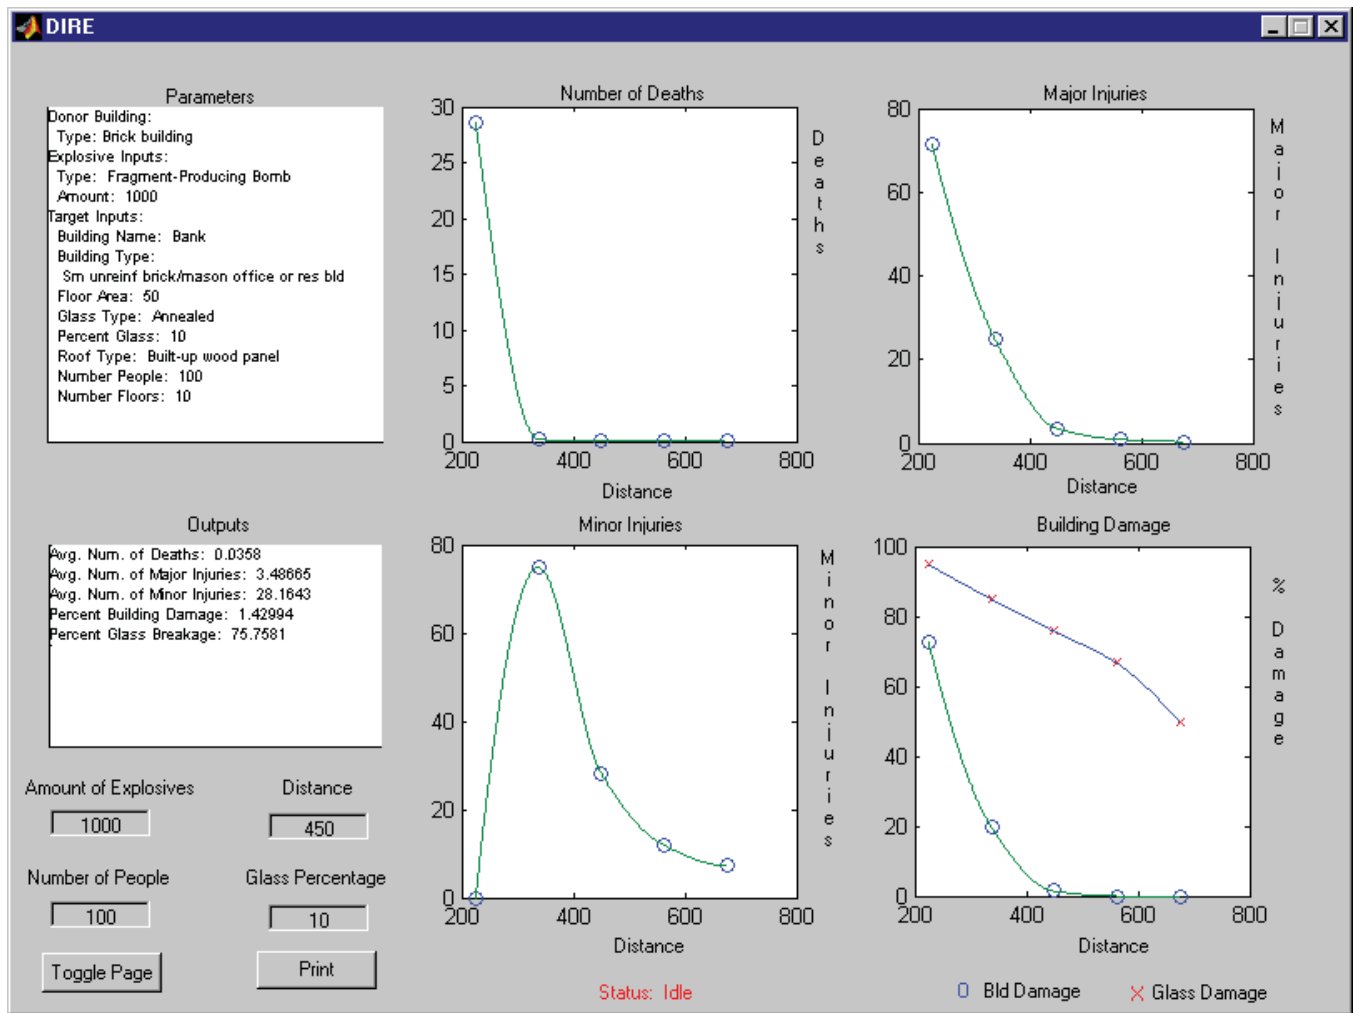 DIRE
Parameters
Donor Building:
Type: Brick building
Explosive Inputs:
Type: Fragment-Producing Bomb
Amount: 1000
Target Inputs:
Building Name: Bank
Building Type:
Sm unreinf brick/mason office or res bld
Floor Area: 50
Glass Type: Annealed
Percent Glass: 10
Roof Type: Built-up wood panel
Number People: 100
Number Floors: 10
Number of Deaths
30
25
20
15
10
5
0
200 400 600 800
Distance
Deaths
Major Injuries
80
60
40
20
0
200 400 600 800
Distance
Major Injuries
Outputs
Avg. Num. of Deaths: 0.0358
Avg. Num. of Major Injuries: 3.48665
Avg. Num. of Minor Injuries: 28.1643
Percent Building Damage: 1.42994
Percent Glass Breakage: 75.7581
Minor Injuries
80
60
40
20
0
200 400 600 800
Distance
Minor Injuries
Building Damage
100
80
60
40
20
0
200 400 600 800
Distance
% Damage
Amount of Explosives
1000
Distance
450
Number of People
100
Glass Percentage
10
Toggle Page
Print
Status: Idle
Bld Damage
Glass Damage